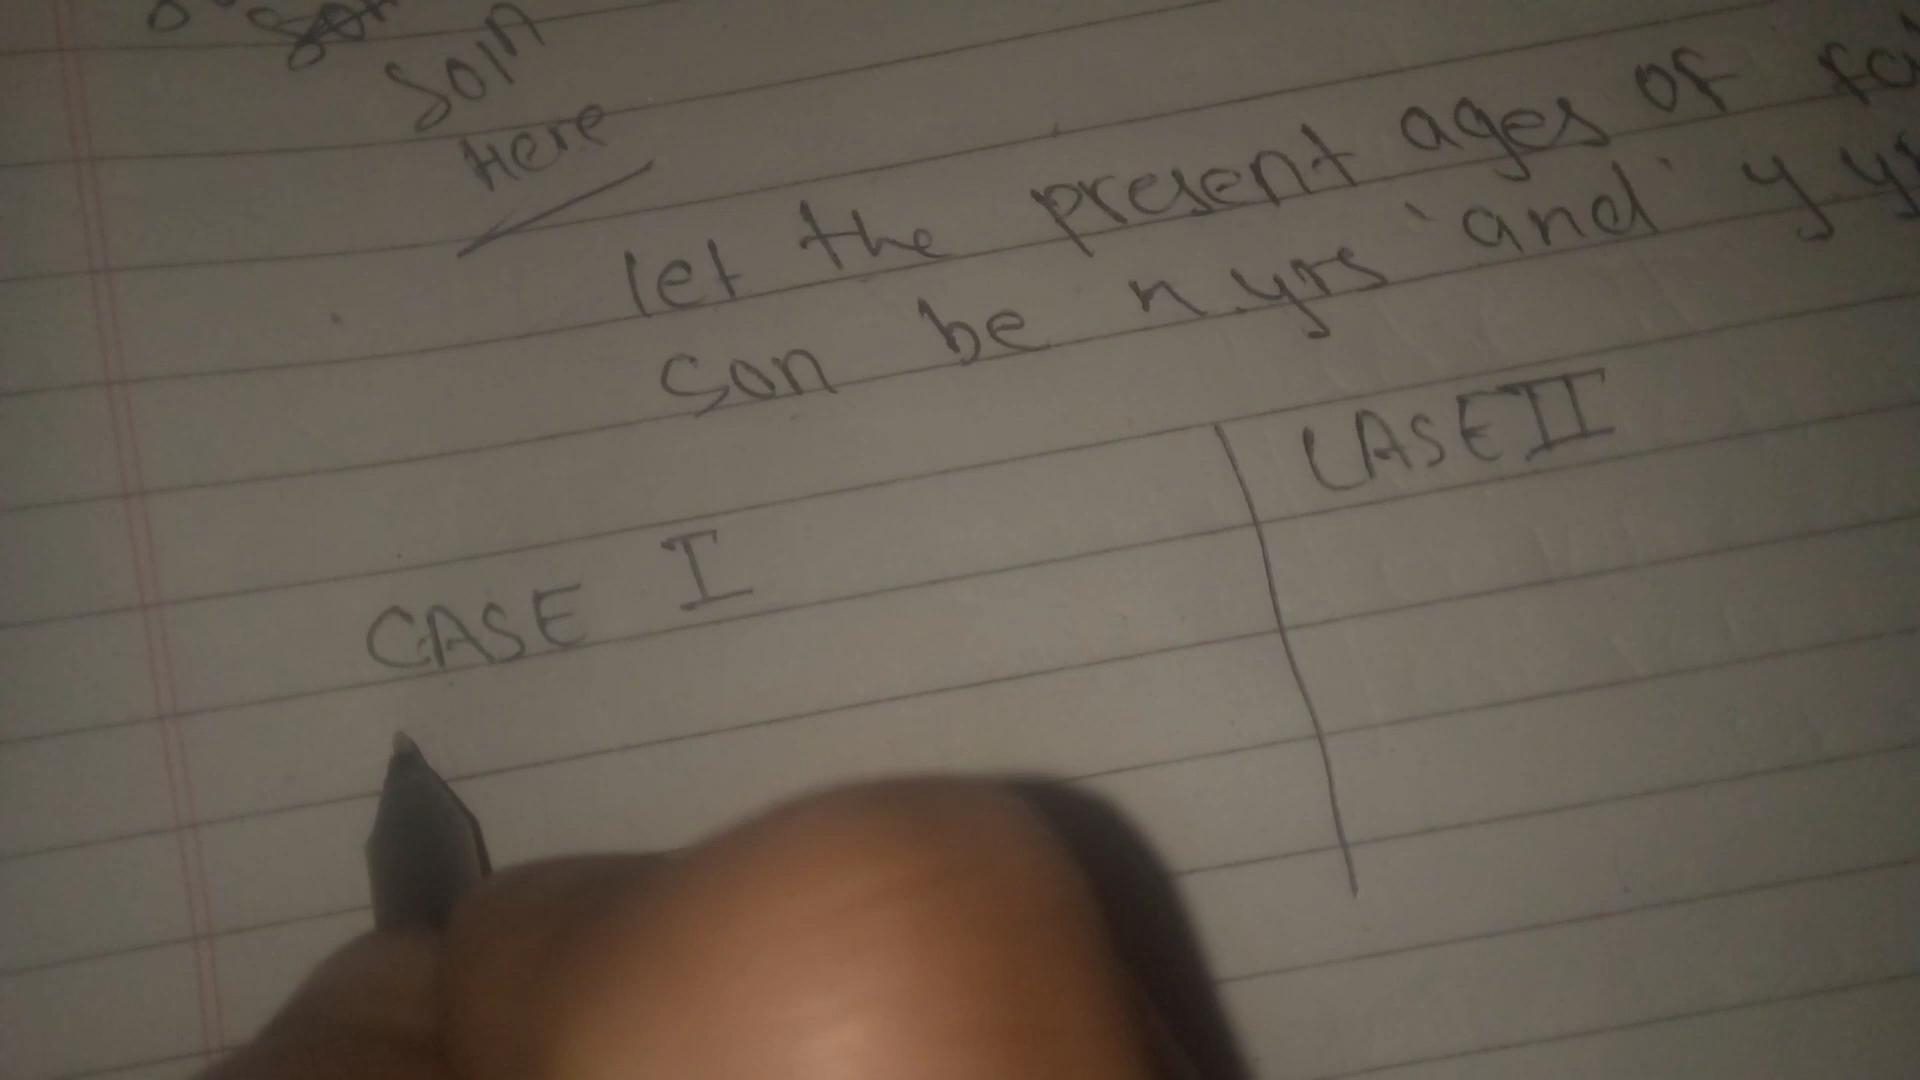 Soln
Here
let the present ages of
son be x yrs and y
CASE I
CASE II